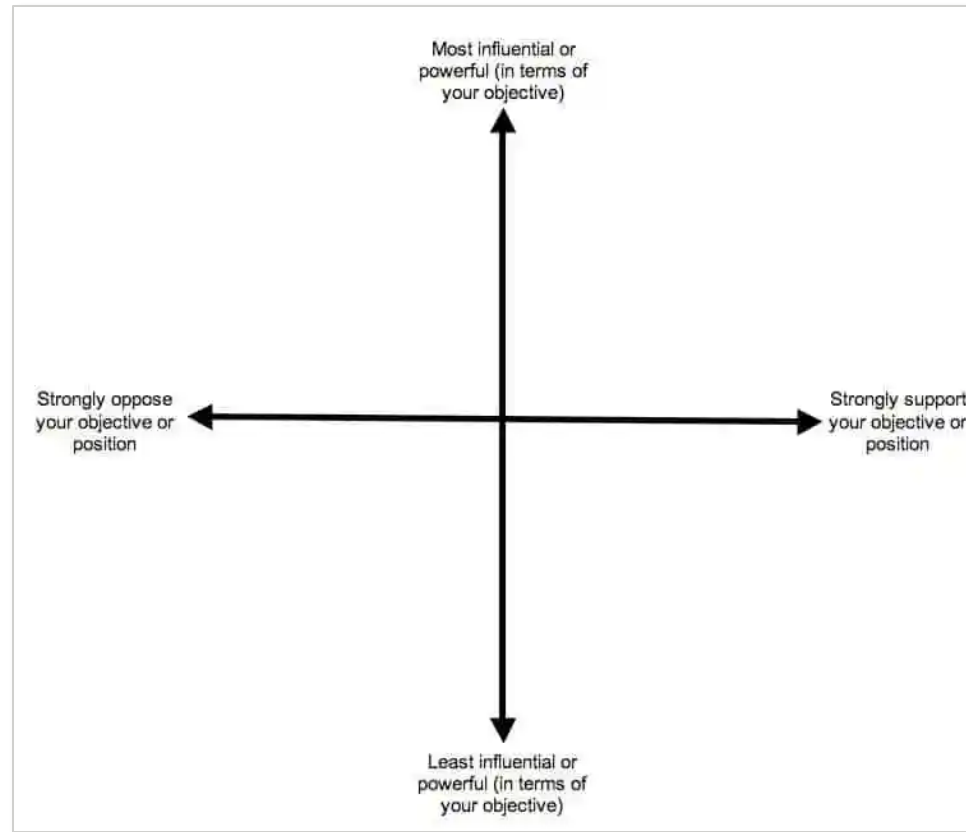 Most influential or
powerful (in terms of
your objective)
Strongly oppose
your objective or
position
Strongly support
your objective or
position
Least influential or
powerful (in terms of
your objective)